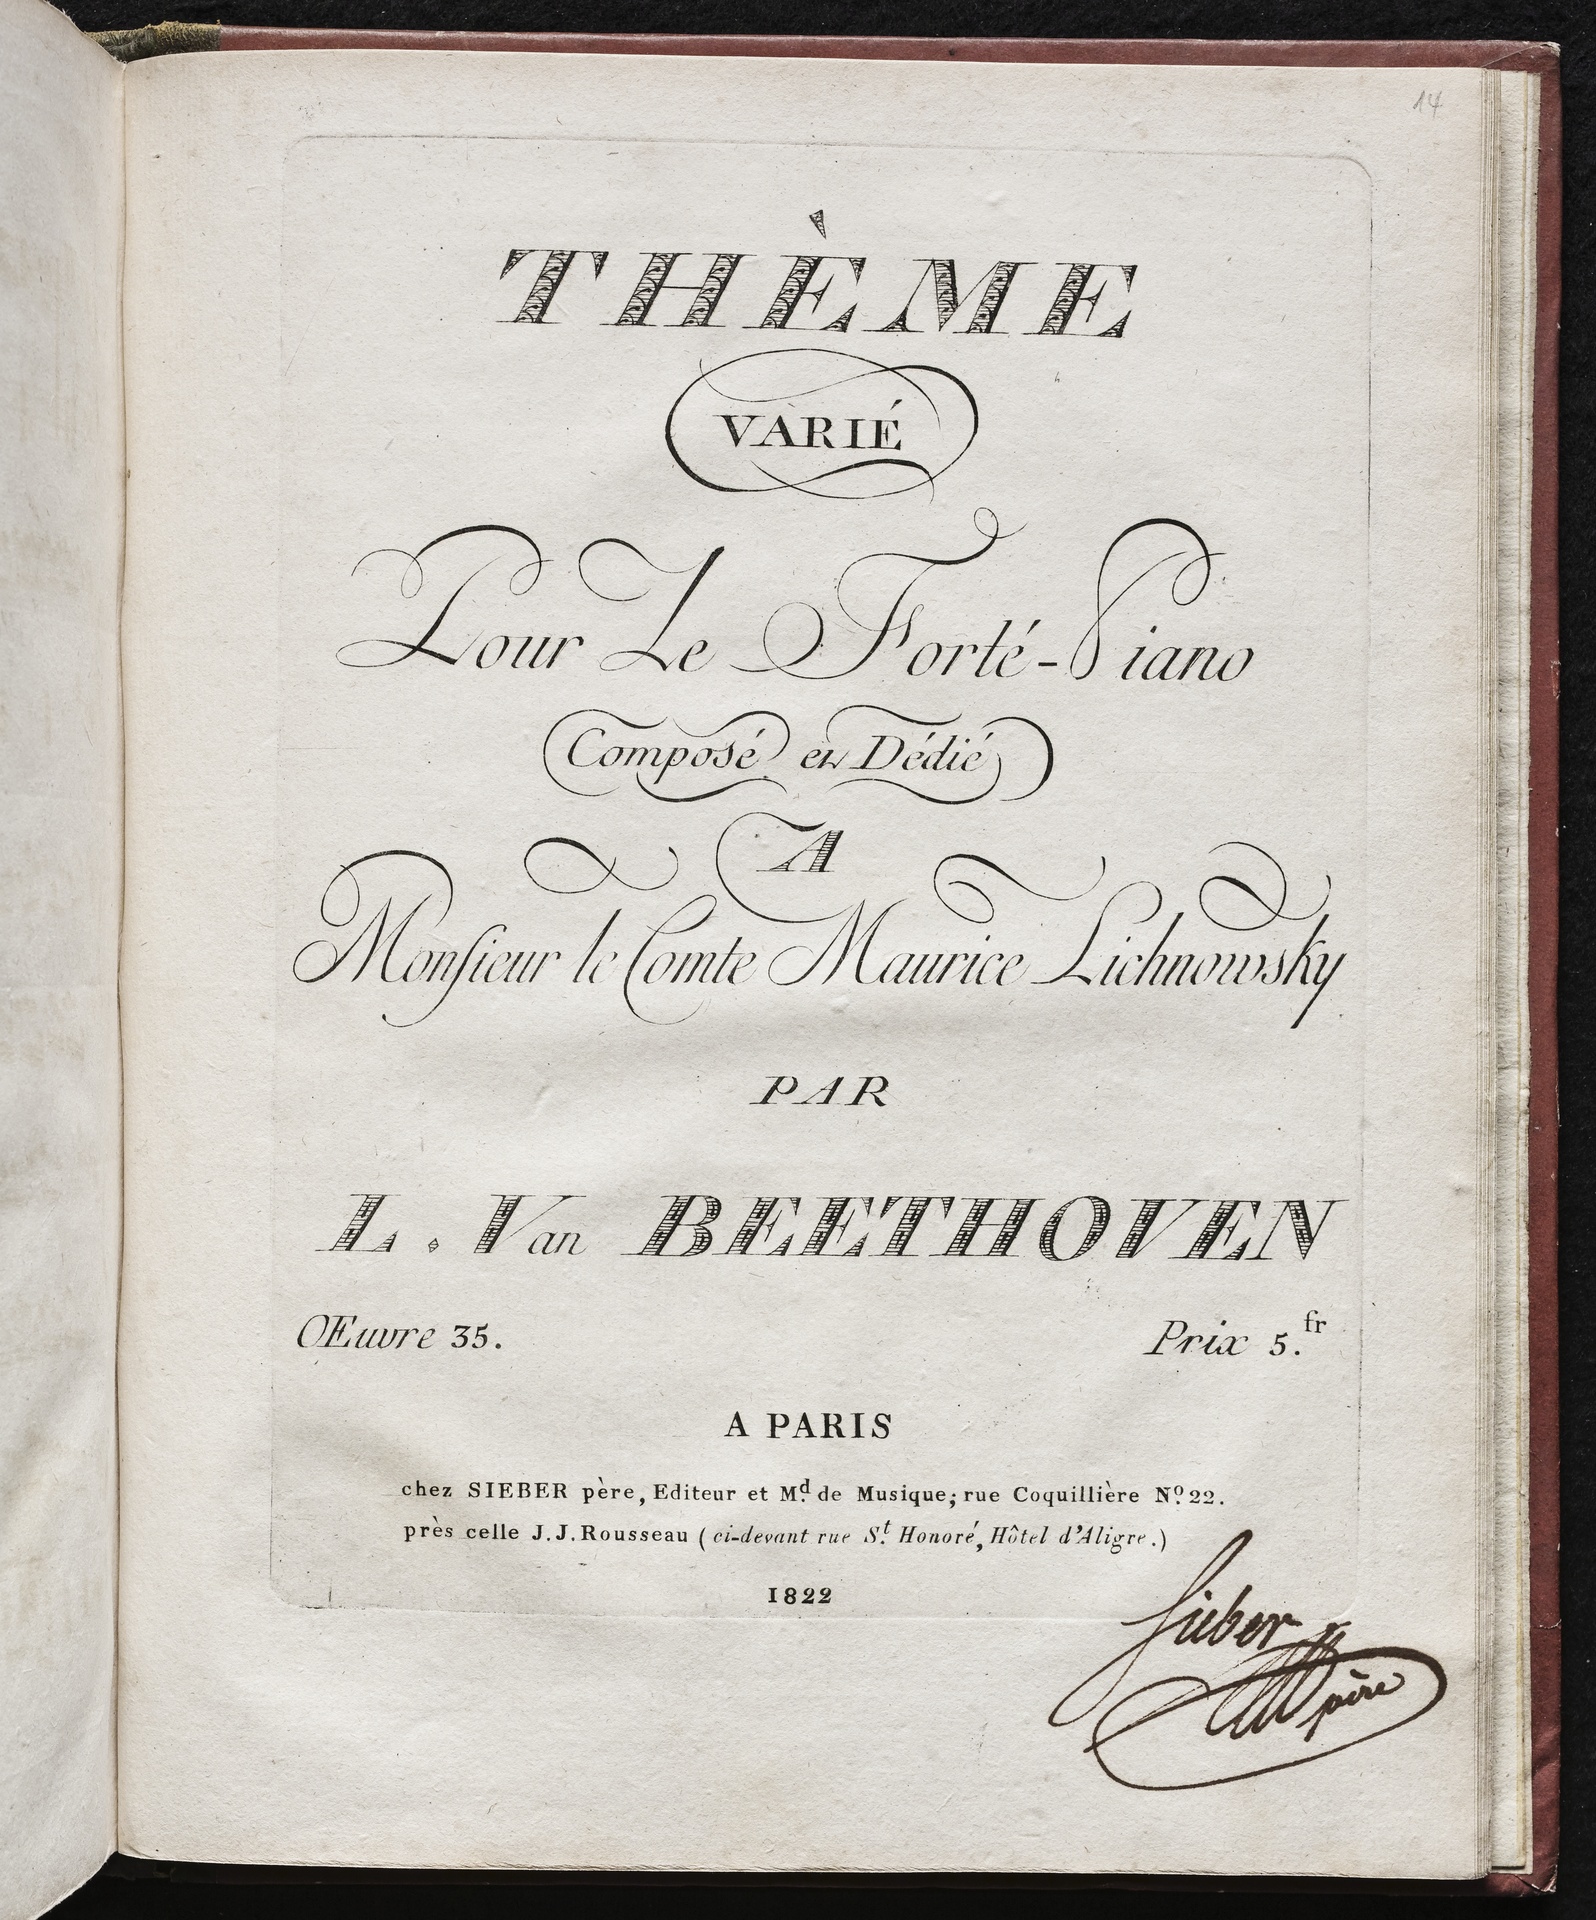 14
THÈME
VARIÉ
Pour Le Forté-Piano
Composé et Dédié
A
Monsieur le Comte Maurice Lichnowsky
PAR
L. Van BEETHOVEN
Œuvre 35. Prix 5.fr
A PARIS
chez SIEBER père, Editeur et Md. de Musique; rue Coquillière No. 22.
près celle J.J. Rousseau (ci-devant rue St. Honoré, Hôtel d'Aligre.)
1822
Sieber
père